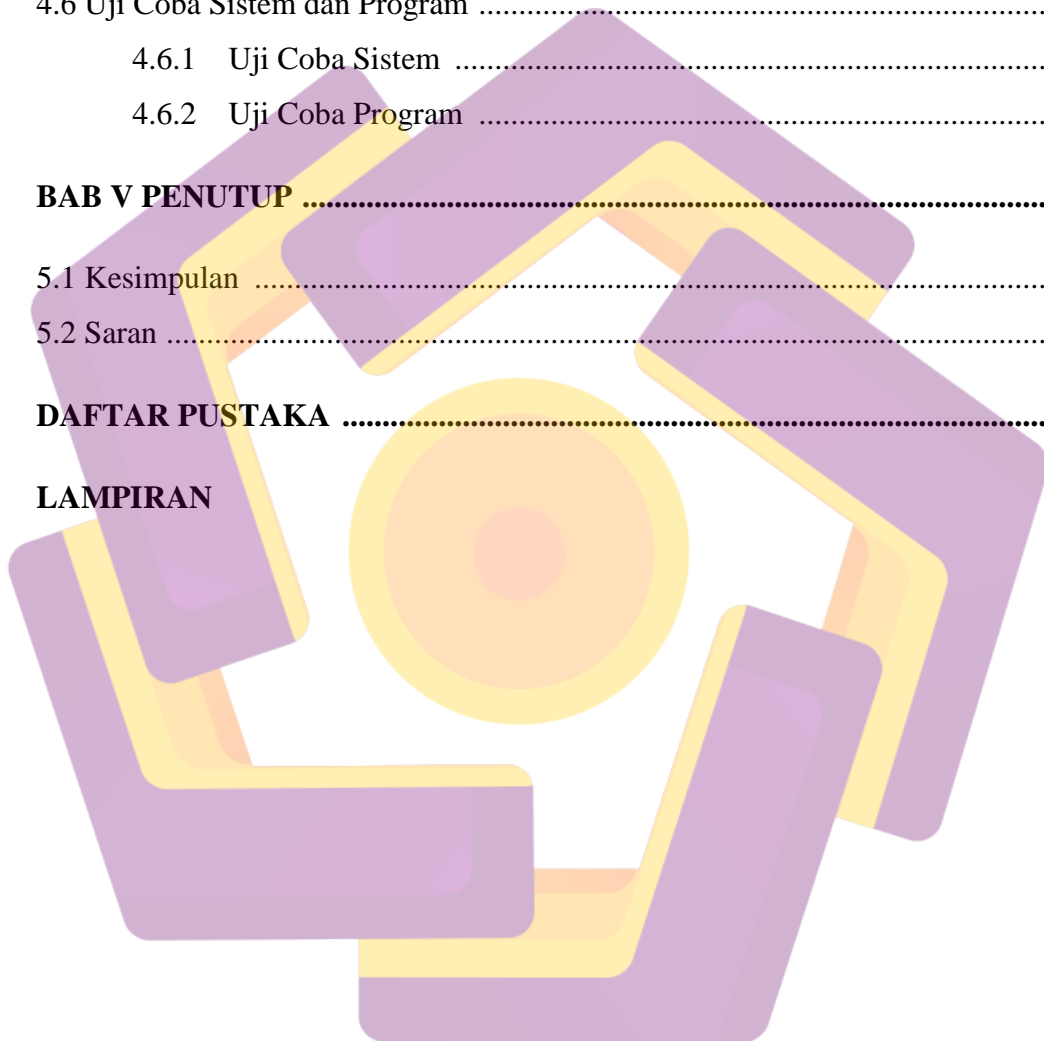 4.6 Uji Coba Sistem dan Program ....................................................................
4.6.1 Uji Coba Sistem .......................................................................
4.6.2 Uji Coba Program ....................................................................
BAB V PENUTUP .........................................................................................
5.1 Kesimpulan ...............................................................................................
5.2 Saran .........................................................................................................
DAFTAR PUSTAKA ....................................................................................
LAMPIRAN